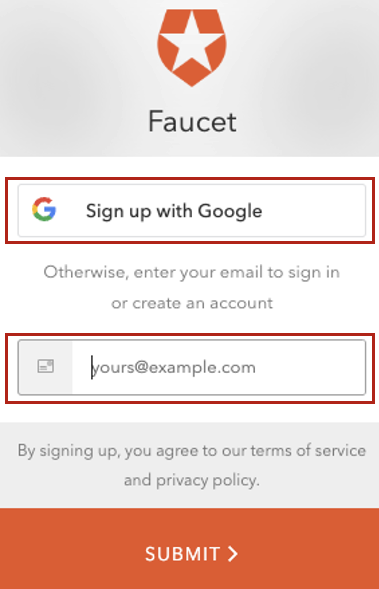 Faucet
Sign up with Google
Otherwise, enter your email to sign in
or create an account
yours@example.com
By signing up, you agree to our terms of service
and privacy policy.
SUBMIT